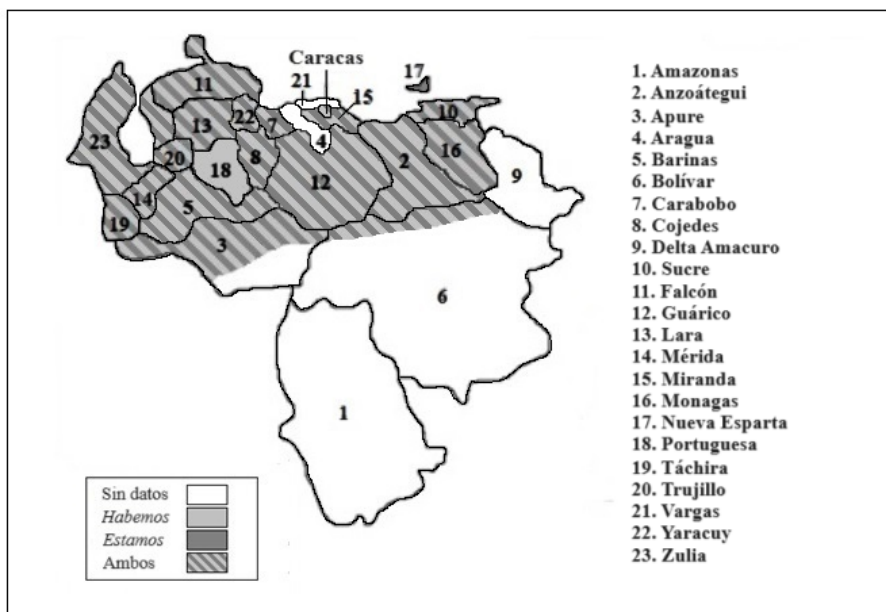 Caracas
17
21
11
15
22
10
7
13
23
4
20
18
8
2
16
12
9
14
5
19
3
6
1
1. Amazonas
2. Anzoátegui
3. Apure
4. Aragua
5. Barinas
6. Bolívar
7. Carabobo
8. Cojedes
9. Delta Amacuro
10. Sucre
11. Falcón
12. Guárico
13. Lara
14. Mérida
15. Miranda
16. Monagas
17. Nueva Esparta
18. Portuguesa
19. Táchira
20. Trujillo
21. Vargas
22. Yaracuy
23. Zulia
Sin datos
Habemos
Estamos
Ambos